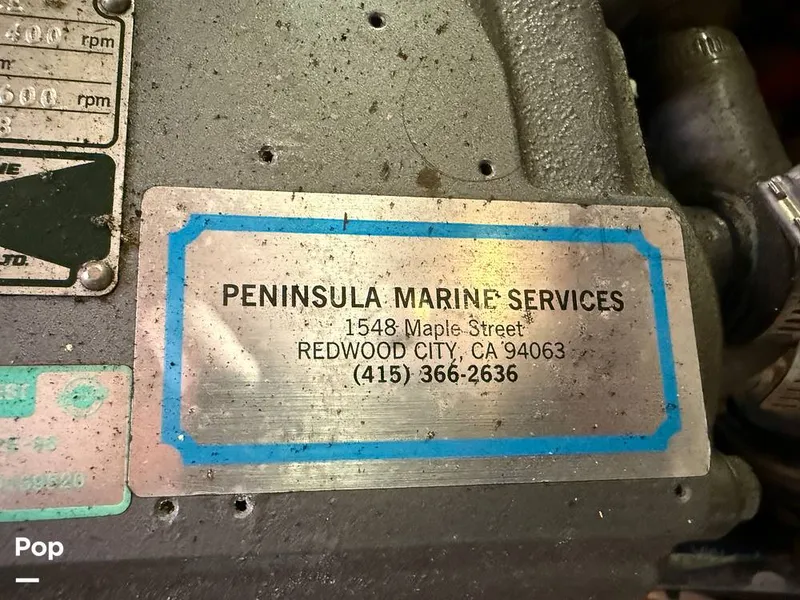 400 rpm
600 rpm
PENINSULA MARINE SERVICES
1548 Maple Street
REDWOOD CITY, CA 94063
(415) 366-2636
Pop